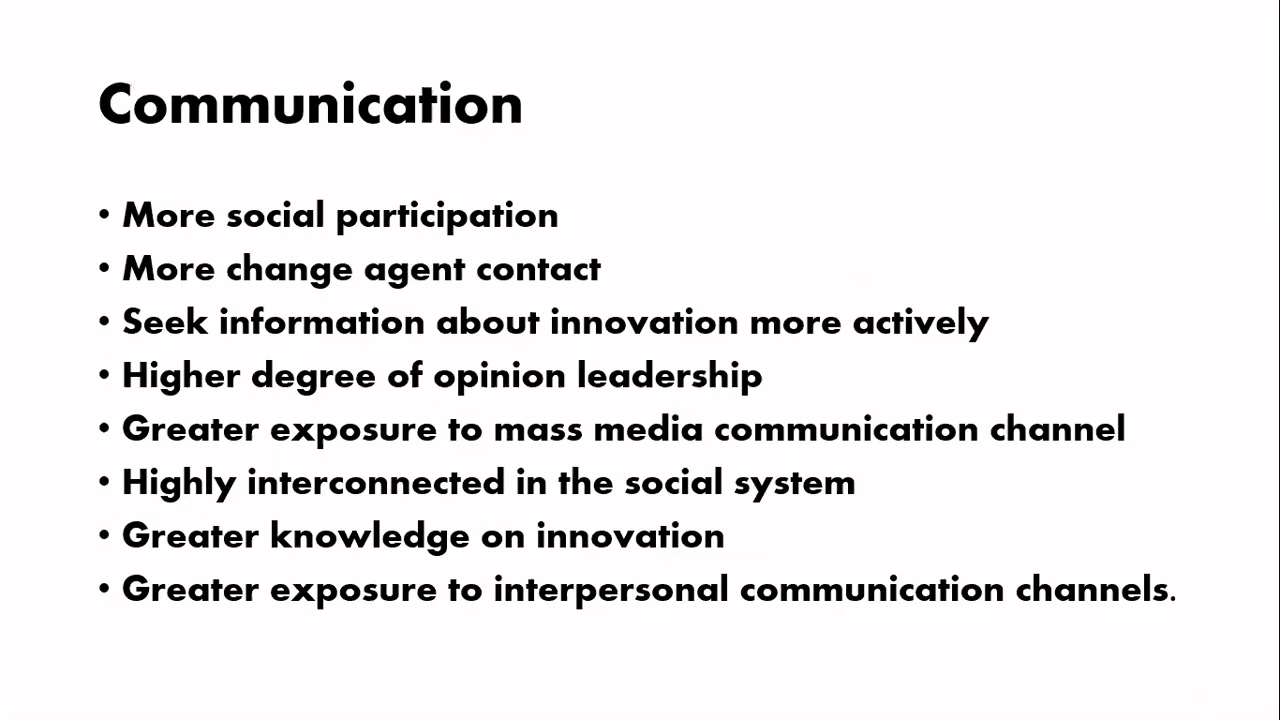 Communication
• More social participation
• More change agent contact
• Seek information about innovation more actively
• Higher degree of opinion leadership
• Greater exposure to mass media communication channel
• Highly interconnected in the social system
• Greater knowledge on innovation
• Greater exposure to interpersonal communication channels.